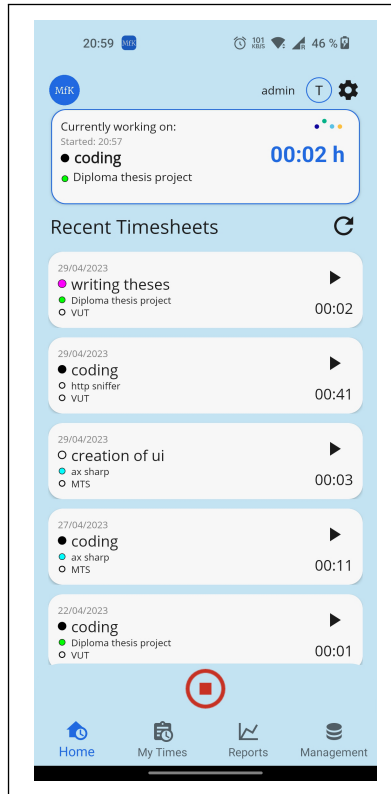 20:59 MfK 101 KB/S R 46 %
MfK admin T
Currently working on:
Started: 20:57
coding 00:02 h
Diploma thesis project
Recent Timesheets
29/04/2023
writing theses
Diploma thesis project
VUT 00:02
29/04/2023
coding
http sniffer
VUT 00:41
29/04/2023
creation of ui
ax sharp
MTS 00:03
27/04/2023
coding
ax sharp
MTS 00:11
22/04/2023
coding
Diploma thesis project
VUT 00:01
Home My Times Reports Management